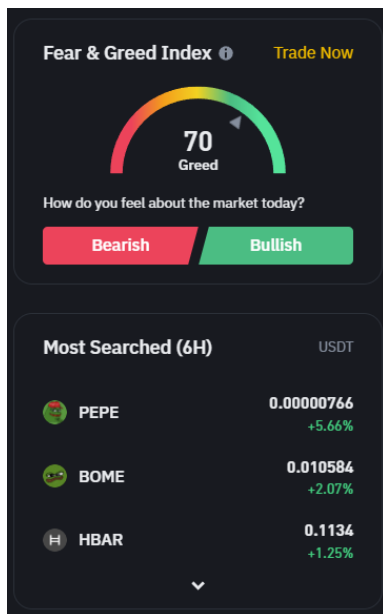 Fear & Greed Index Trade Now
70
Greed
How do you feel about the market today?
Bearish Bullish
Most Searched (6H) USDT
PEPE 0.00000766
+5.66%
BOME 0.010584
+2.07%
HBAR 0.1134
+1.25%